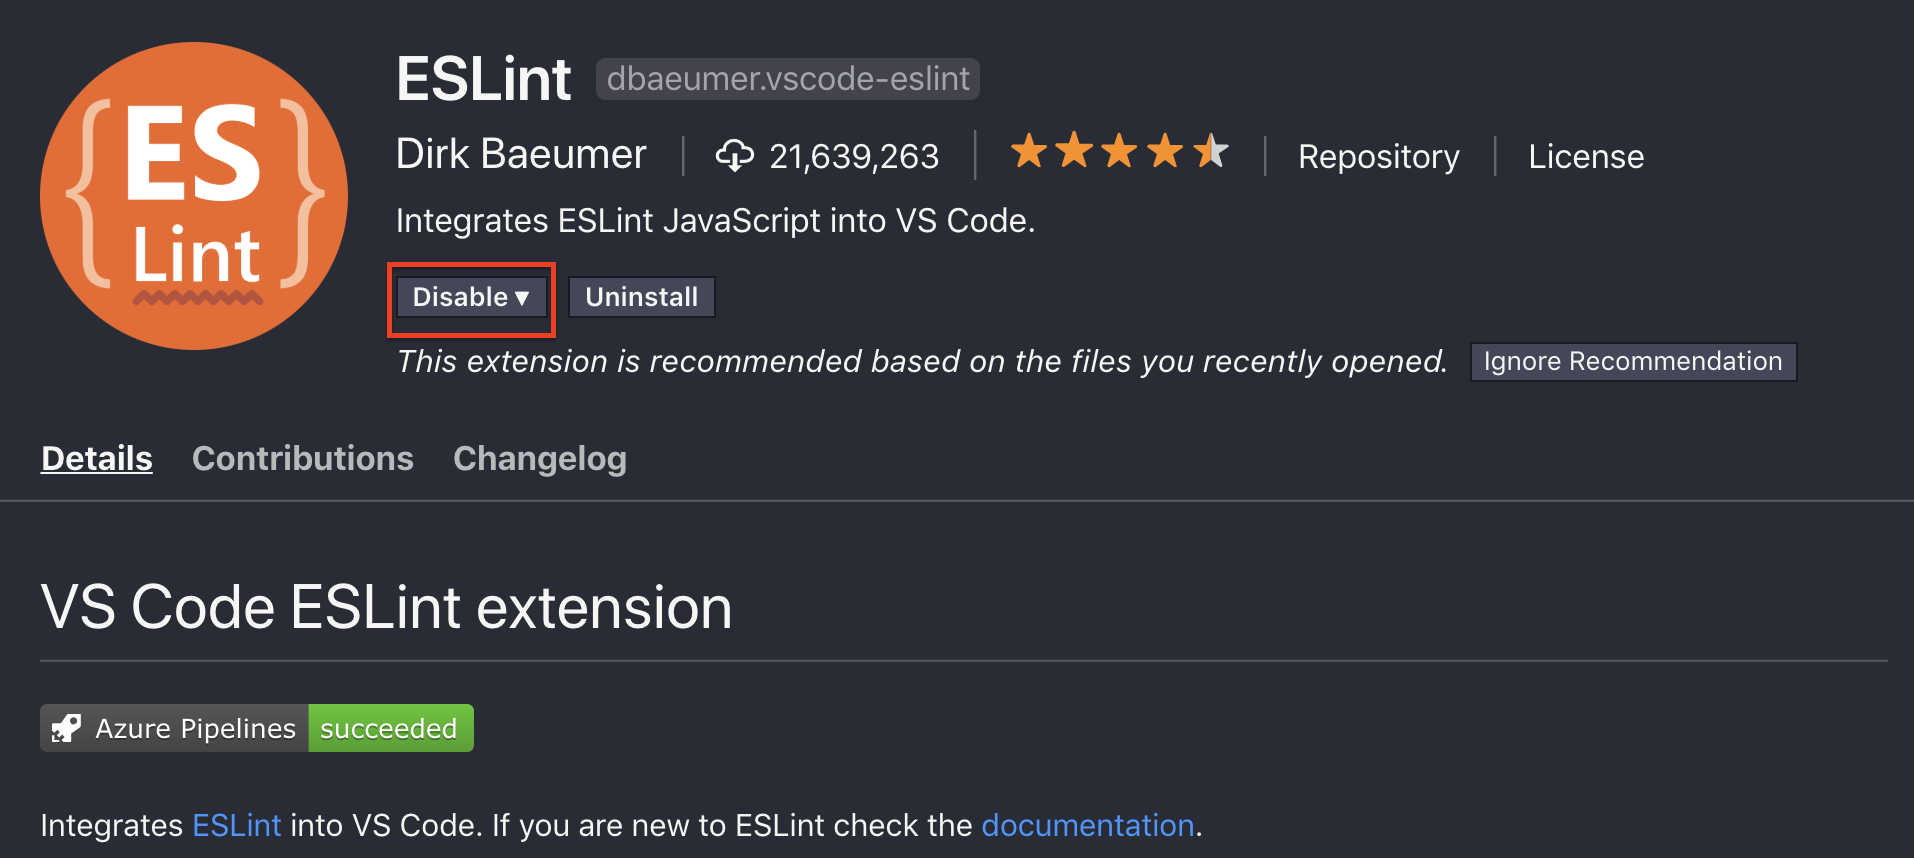 ES
Lint
ESLint dbaeumer.vscode-eslint
Dirk Baeumer | 21,639,263 | Repository | License
Integrates ESLint JavaScript into VS Code.
Disable ▾ Uninstall
This extension is recommended based on the files you recently opened. Ignore Recommendation
Details Contributions Changelog
VS Code ESLint extension
Azure Pipelines succeeded
Integrates ESLint into VS Code. If you are new to ESLint check the documentation.